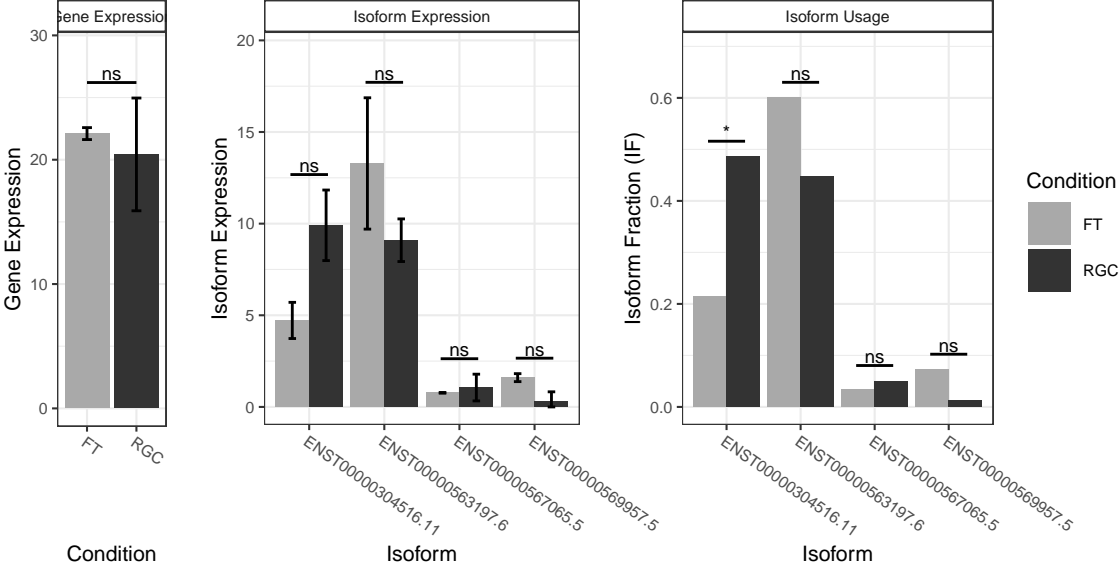 Gene Expression
Isoform Expression
Isoform Usage
Gene Expression
30
20
10
0
ns
FT
RGC
Condition
Isoform Expression
20
15
10
5
0
ns
ns
ns
ns
ENST00000304516.11
ENST00000563197.6
ENST00000567065.5
ENST00000569957.5
Isoform
Isoform Fraction (IF)
0.6
0.4
0.2
0.0
*
ns
ns
ns
ENST00000304516.11
ENST00000563197.6
ENST00000567065.5
ENST00000569957.5
Isoform
Condition
FT
RGC